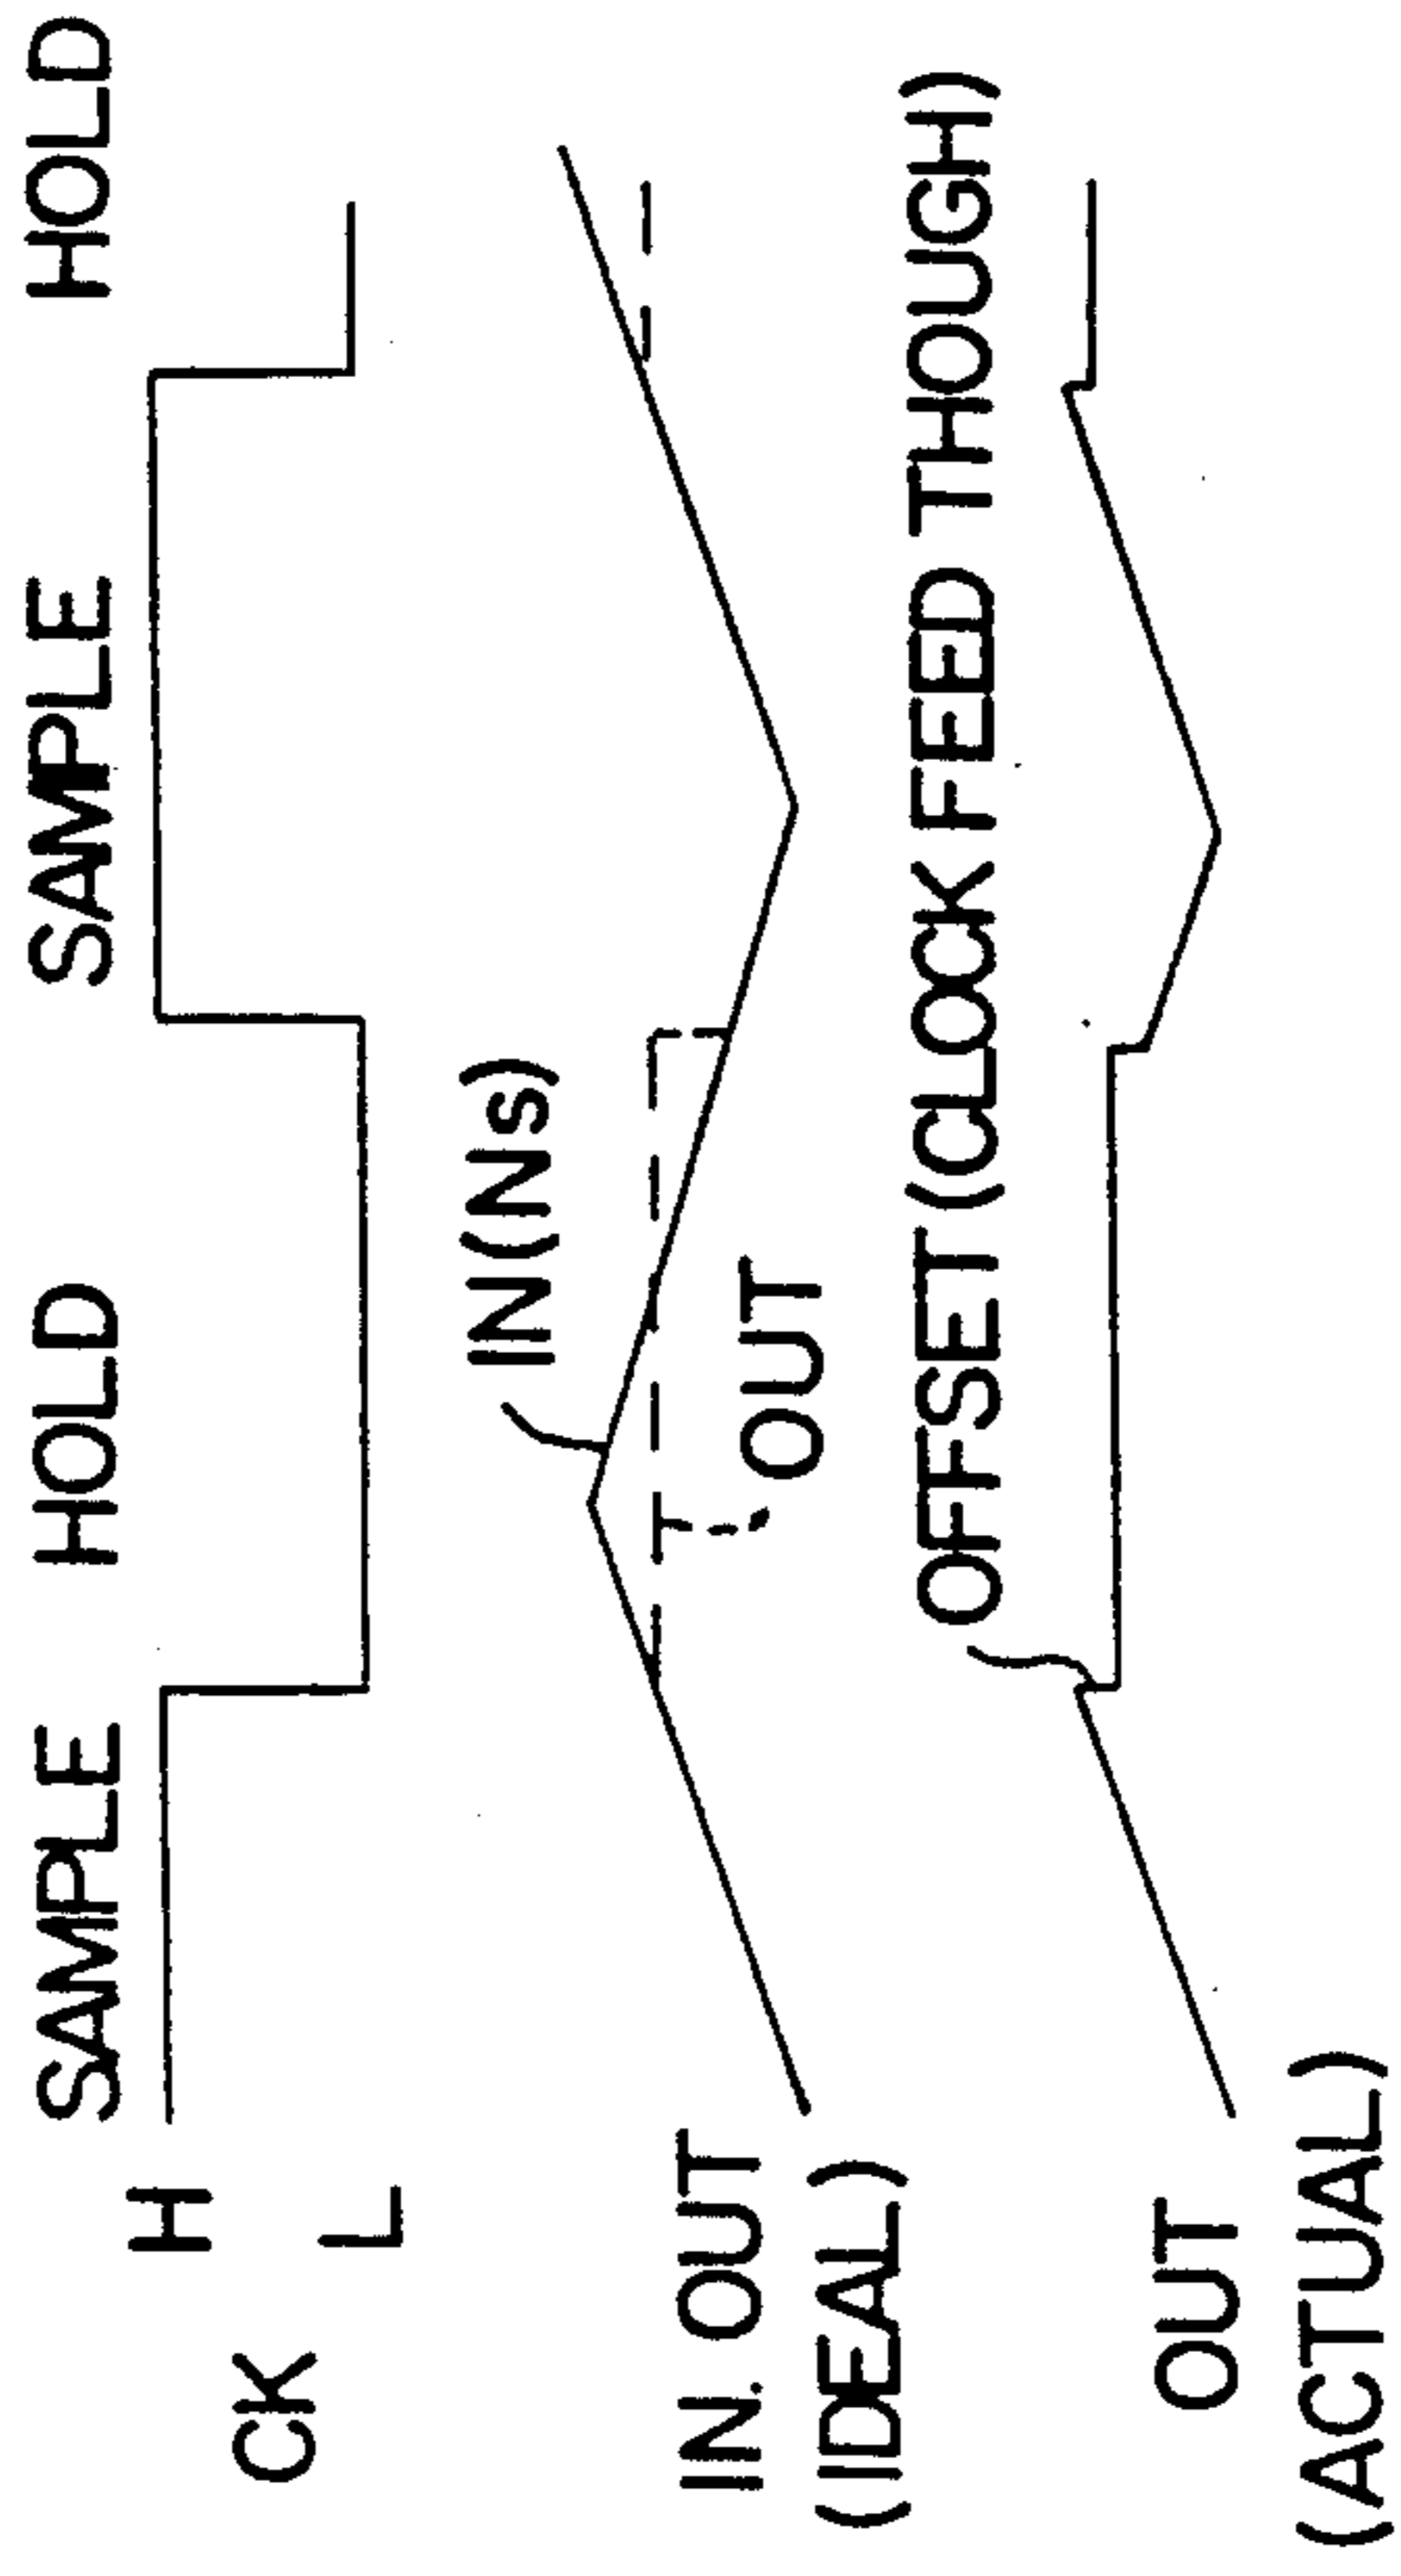 SAMPLE HOLD SAMPLE HOLD
H
CK
L
IN(Ns)
IN. OUT
(IDEAL)
OUT
OFFSET (CLOCK FEED THOUGH)
OUT
(ACTUAL)